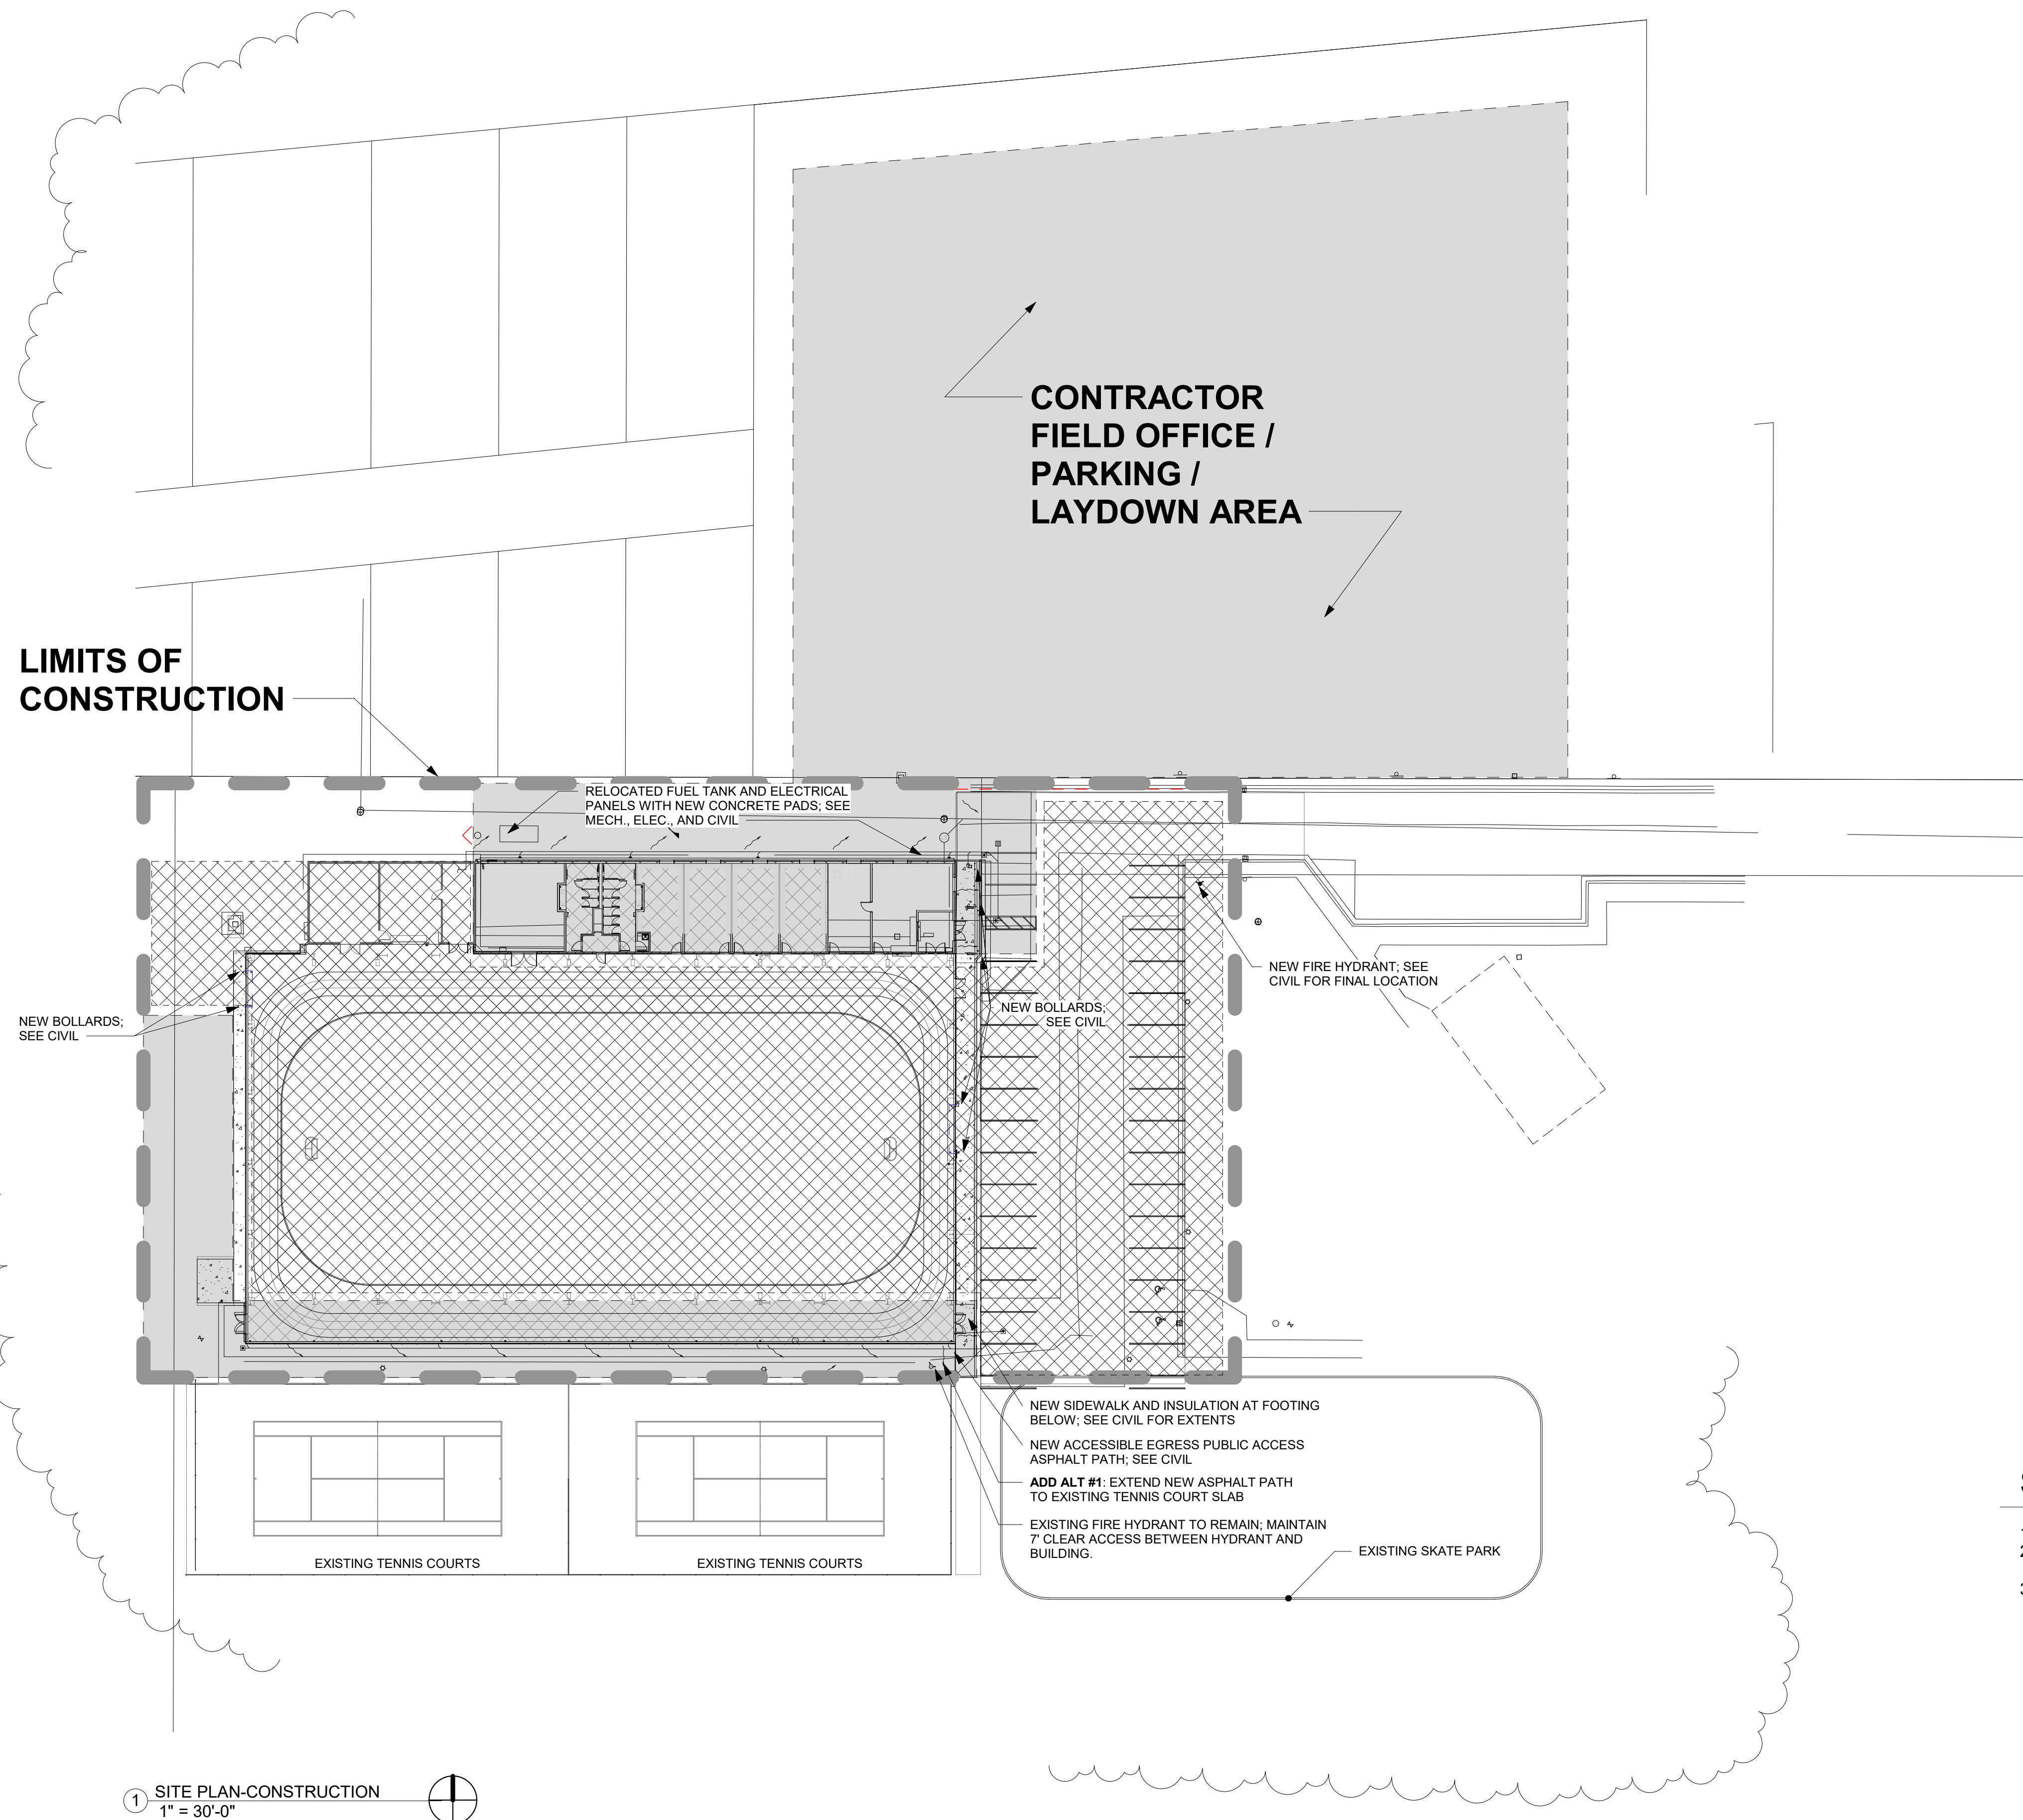 CONTRACTOR
FIELD OFFICE /
PARKING /
LAYDOWN AREA
LIMITS OF
CONSTRUCTION
RELOCATED FUEL TANK AND ELECTRICAL
PANELS WITH NEW CONCRETE PADS; SEE
MECH., ELEC., AND CIVIL
NEW FIRE HYDRANT; SEE
CIVIL FOR FINAL LOCATION
NEW BOLLARDS;
SEE CIVIL
NEW BOLLARDS;
SEE CIVIL
NEW SIDEWALK AND INSULATION AT FOOTING
BELOW; SEE CIVIL FOR EXTENTS
NEW ACCESSIBLE EGRESS PUBLIC ACCESS
ASPHALT PATH; SEE CIVIL
ADD ALT #1: EXTEND NEW ASPHALT PATH
TO EXISTING TENNIS COURT SLAB
EXISTING FIRE HYDRANT TO REMAIN; MAINTAIN
7' CLEAR ACCESS BETWEEN HYDRANT AND
BUILDING.
EXISTING SKATE PARK
EXISTING TENNIS COURTS
EXISTING TENNIS COURTS
1 SITE PLAN-CONSTRUCTION
1" = 30'-0"